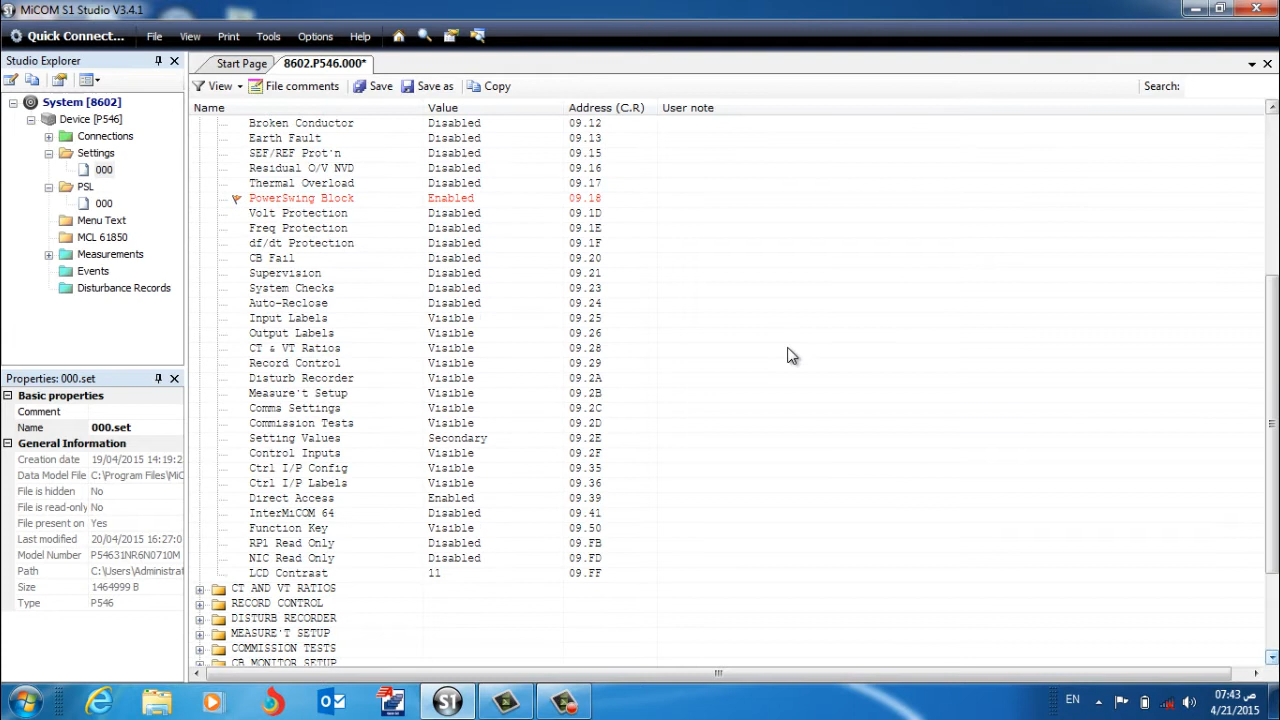 MiCOM S1 Studio V3.4.1
Quick Connect... File View Print Tools Options Help
Studio Explorer
System [8602]
Device [P546]
Connections
Settings
000
PSL
000
Menu Text
MCL 61850
Measurements
Events
Disturbance Records
Properties: 000.set
Basic properties
Comment
Name 000.set
General Information
Creation date 19/04/2015 14:19:2
Data Model File C:\Program Files\MiC
File is hidden No
File is read-only No
File present on Yes
Last modified 20/04/2015 16:27:0
Model Number P54631NR6N0710M
Path C:\Users\Administrat
Size 1464999 B
Type P546
Start Page 8602.P546.000*
View File comments Save Save as Copy Search:
Name Value Address (C.R) User note
Broken Conductor Disabled 09.12
Earth Fault Disabled 09.13
SEF/REF Prot'n Disabled 09.15
Residual O/V NVD Disabled 09.16
Thermal Overload Disabled 09.17
PowerSwing Block Enabled 09.18
Volt Protection Disabled 09.1D
Freq Protection Disabled 09.1E
df/dt Protection Disabled 09.1F
CB Fail Disabled 09.20
Supervision Disabled 09.21
System Checks Disabled 09.23
Auto-Reclose Disabled 09.24
Input Labels Visible 09.25
Output Labels Visible 09.26
CT & VT Ratios Visible 09.28
Record Control Visible 09.29
Disturb Recorder Visible 09.2A
Measure't Setup Visible 09.2B
Comms Settings Visible 09.2C
Commission Tests Visible 09.2D
Setting Values Secondary 09.2E
Control Inputs Visible 09.2F
Ctrl I/P Config Visible 09.35
Ctrl I/P Labels Visible 09.36
Direct Access Enabled 09.39
InterMiCOM 64 Disabled 09.41
Function Key Visible 09.50
RP1 Read Only Disabled 09.FB
NIC Read Only Disabled 09.FD
LCD Contrast 11 09.FF
CT AND VT RATIOS
RECORD CONTROL
DISTURB RECORDER
MEASURE'T SETUP
COMMISSION TESTS
CB MONITOR SETUP
S1
EN
07:43 ص
4/21/2015